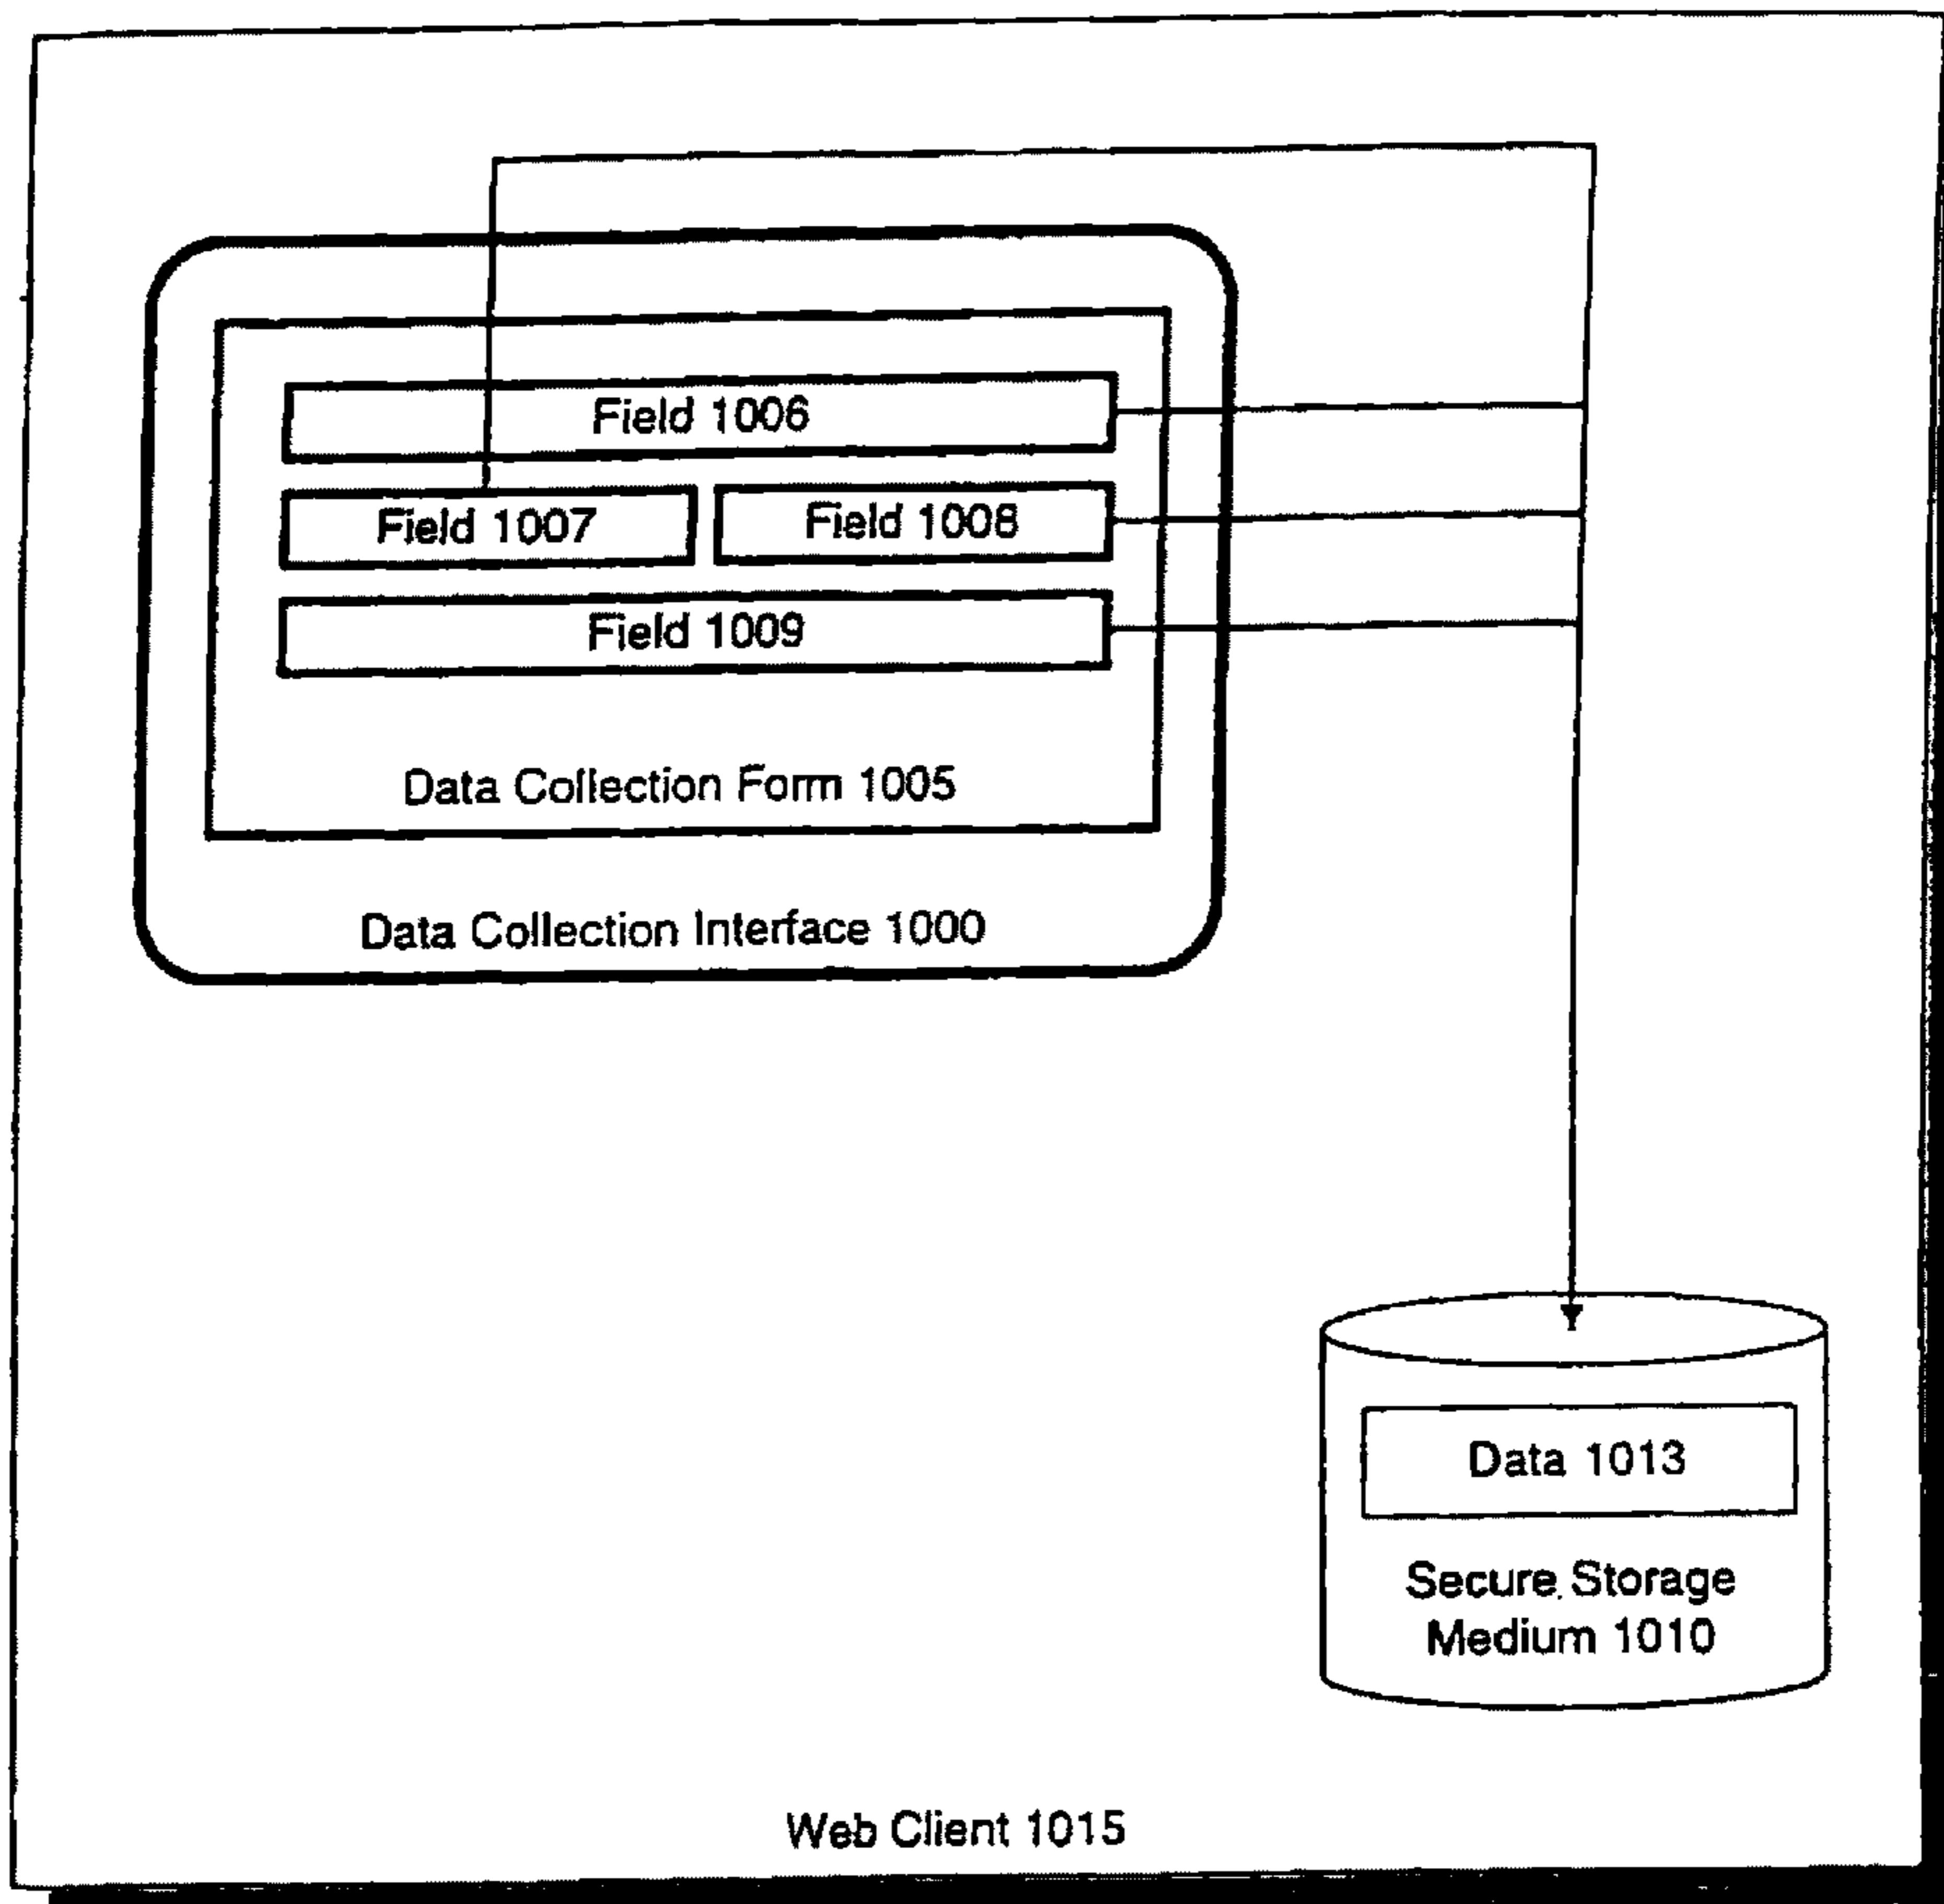 Field 1006
Field 1007
Field 1008
Field 1009
Data Collection Form 1005
Data Collection Interface 1000
Data 1013
Secure Storage
Medium 1010
Web Client 1015